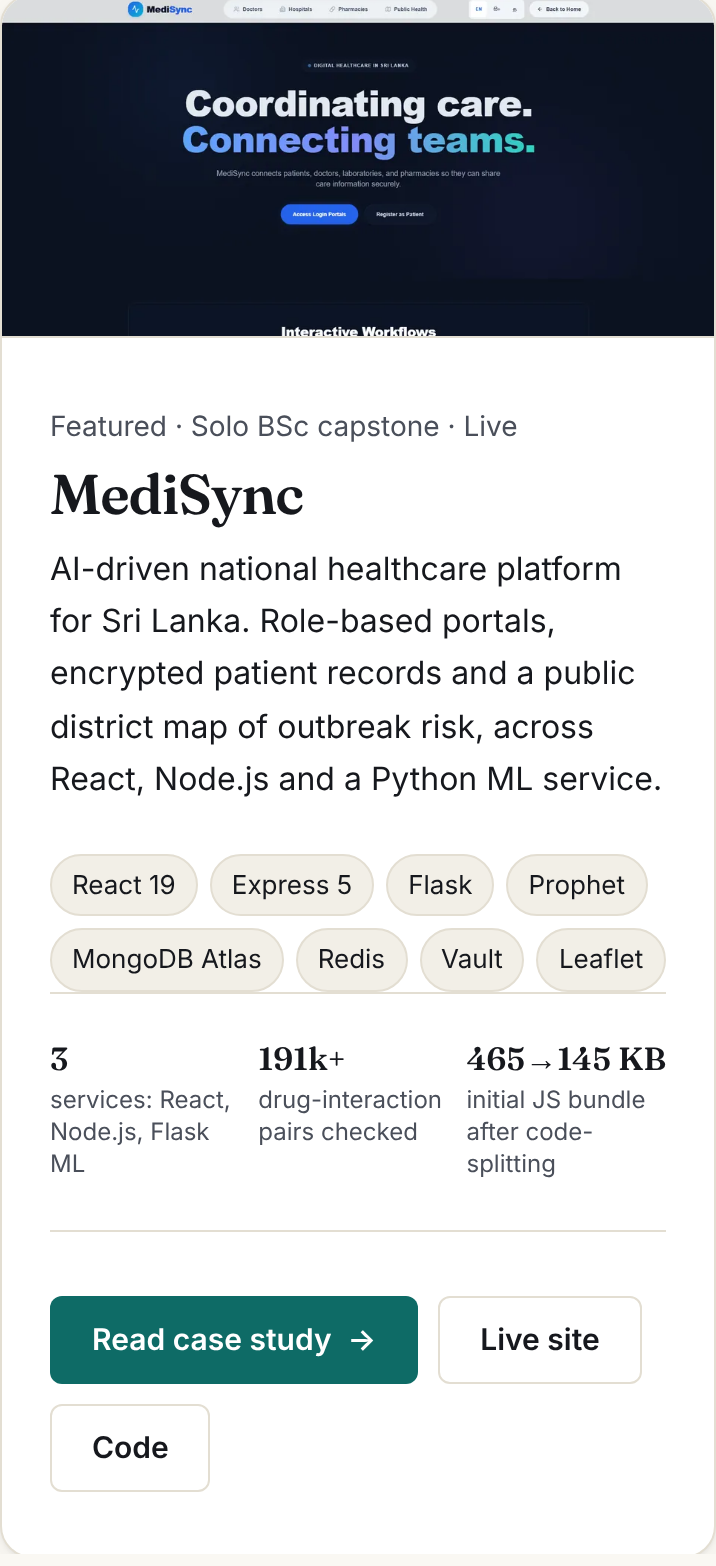 MediSync
Doctors
Hospitals
Pharmacies
Public Health
EN
Back to Home
DIGITAL HEALTHCARE IN SRI LANKA
Coordinating care.
Connecting teams.
MediSync connects patients, doctors, laboratories, and pharmacies so they can share
care information securely.
Access Login Portals
Register as Patient
Interactive Workflows
Featured · Solo BSc capstone · Live
MediSync
AI-driven national healthcare platform
for Sri Lanka. Role-based portals,
encrypted patient records and a public
district map of outbreak risk, across
React, Node.js and a Python ML service.
React 19
Express 5
Flask
Prophet
MongoDB Atlas
Redis
Vault
Leaflet
3
services: React,
Node.js, Flask
ML
191k+
drug-interaction
pairs checked
465→145 KB
initial JS bundle
after code-
splitting
Read case study →
Live site
Code